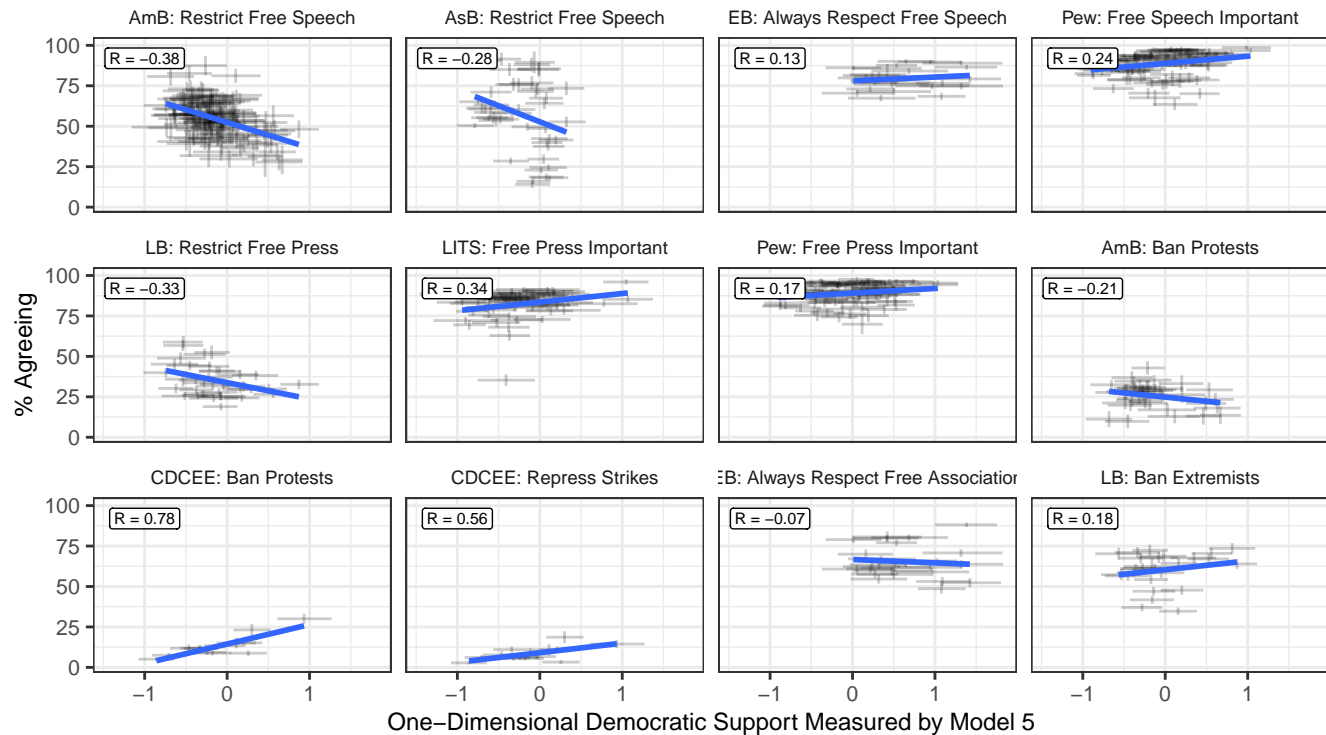 AmB: Restrict Free Speech
AsB: Restrict Free Speech
EB: Always Respect Free Speech
Pew: Free Speech Important
100
75
50
25
0
R = −0.38
R = −0.28
R = 0.13
R = 0.24
LB: Restrict Free Press
LITS: Free Press Important
Pew: Free Press Important
AmB: Ban Protests
100
75
50
25
0
R = −0.33
R = 0.34
R = 0.17
R = −0.21
CDCEE: Ban Protests
CDCEE: Repress Strikes
EB: Always Respect Free Association
LB: Ban Extremists
100
75
50
25
0
R = 0.78
R = 0.56
R = −0.07
R = 0.18
−1 0 1
−1 0 1
−1 0 1
−1 0 1
% Agreeing
One−Dimensional Democratic Support Measured by Model 5